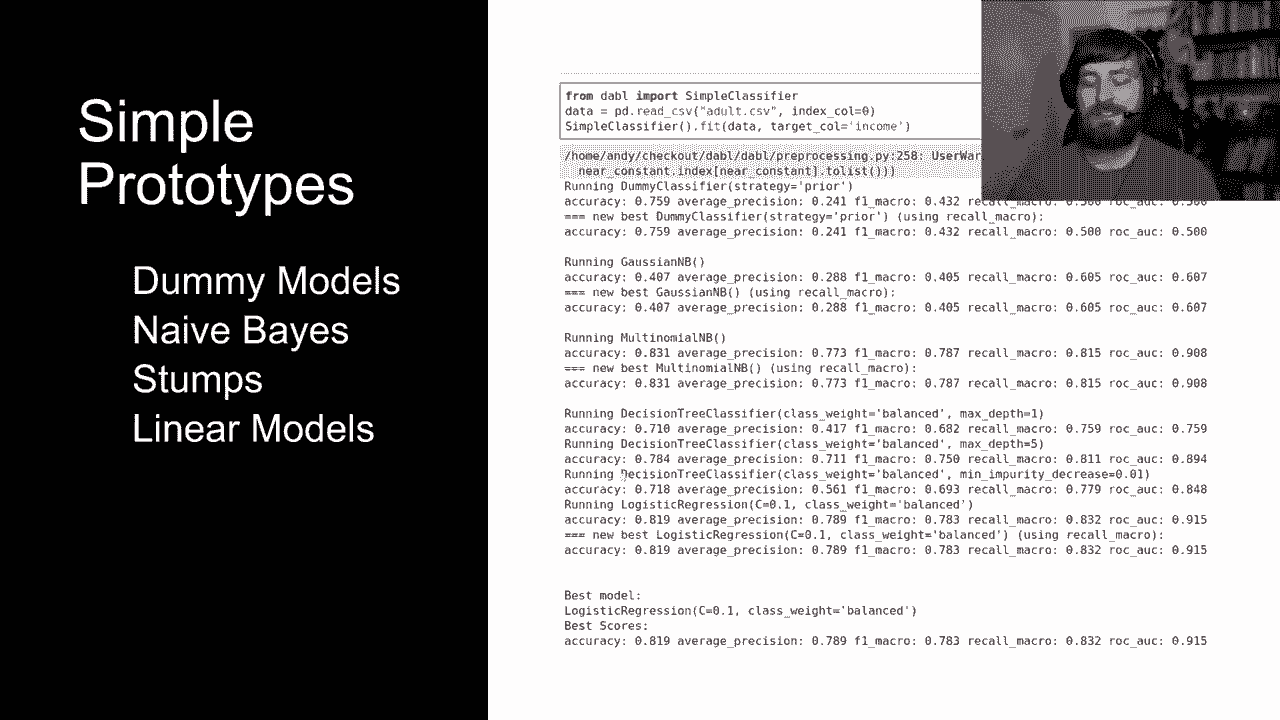 Simple
Prototypes
Dummy Models
Naive Bayes
Stumps
Linear Models
from dabl import SimpleClassifier
data = pd.read_csv("adult.csv", index_col=0)
SimpleClassifier().fit(data, target_col='income')
/home/andy/checkout/dabl/dabl/preprocessing.py:258: UserWar
near_constant.index[near_constant].tolist()))
Running DummyClassifier(strategy='prior')
accuracy: 0.759 average_precision: 0.241 f1_macro: 0.432 recall_macro: 0.500 roc_auc: 0.500
=== new best DummyClassifier(strategy='prior') (using recall_macro):
accuracy: 0.759 average_precision: 0.241 f1_macro: 0.432 recall_macro: 0.500 roc_auc: 0.500
Running GaussianNB()
accuracy: 0.407 average_precision: 0.288 f1_macro: 0.405 recall_macro: 0.605 roc_auc: 0.607
=== new best GaussianNB() (using recall_macro):
accuracy: 0.407 average_precision: 0.288 f1_macro: 0.405 recall_macro: 0.605 roc_auc: 0.607
Running MultinomialNB()
accuracy: 0.831 average_precision: 0.773 f1_macro: 0.787 recall_macro: 0.815 roc_auc: 0.908
=== new best MultinomialNB() (using recall_macro):
accuracy: 0.831 average_precision: 0.773 f1_macro: 0.787 recall_macro: 0.815 roc_auc: 0.908
Running DecisionTreeClassifier(class_weight='balanced', max_depth=1)
accuracy: 0.710 average_precision: 0.417 f1_macro: 0.682 recall_macro: 0.759 roc_auc: 0.759
Running DecisionTreeClassifier(class_weight='balanced', max_depth=5)
accuracy: 0.784 average_precision: 0.711 f1_macro: 0.750 recall_macro: 0.811 roc_auc: 0.894
Running DecisionTreeClassifier(class_weight='balanced', min_impurity_decrease=0.01)
accuracy: 0.718 average_precision: 0.561 f1_macro: 0.693 recall_macro: 0.779 roc_auc: 0.848
Running LogisticRegression(C=0.1, class_weight='balanced')
accuracy: 0.819 average_precision: 0.789 f1_macro: 0.783 recall_macro: 0.832 roc_auc: 0.915
=== new best LogisticRegression(C=0.1, class_weight='balanced') (using recall_macro):
accuracy: 0.819 average_precision: 0.789 f1_macro: 0.783 recall_macro: 0.832 roc_auc: 0.915
Best model:
LogisticRegression(C=0.1, class_weight='balanced')
Best Scores:
accuracy: 0.819 average_precision: 0.789 f1_macro: 0.783 recall_macro: 0.832 roc_auc: 0.915